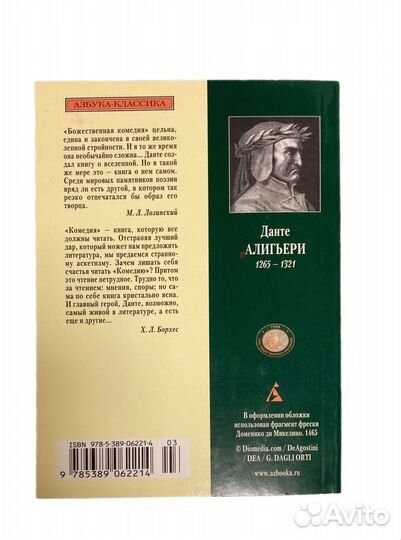 АЗБУКА-КЛАССИКА
«Божественная комедия» цельна,
едина и закончена в своей велико-
лепной стройности. И в то же время
она необычайно сложна... Данте соз-
дал книгу о вселенной. Но в такой
же мере это – книга о нем самом.
Среди мировых памятников поэзии
вряд ли есть другой, в котором так
резко отпечатался бы образ его
творца.
М. Л. Лозинский
«Комедия» – книга, которую все
должны читать. Отстраняя лучший
дар, который может нам предложить
литература, мы предаемся странно-
му аскетизму. Зачем лишать себя
счастья читать «Комедию»? Притом
это чтение нетрудное. Трудно то, что
за чтением: мнения, споры; но са-
ма по себе книга кристально ясна.
И главный герой, Данте, возможно,
самый живой в литературе, а есть
еще и другие...
Х. Л. Борхес
ISBN 978-5-389-06221-4
03
9 785389 062214
Данте
АЛИГЬЕРИ
1265 – 1321
В оформлении обложки
использован фрагмент фрески
Доменико ди Микелино. 1465
© Diomedia.com / DeAgostini
/ DEA / G. DAGLI ORTI
www.azbooka.ru
Avito